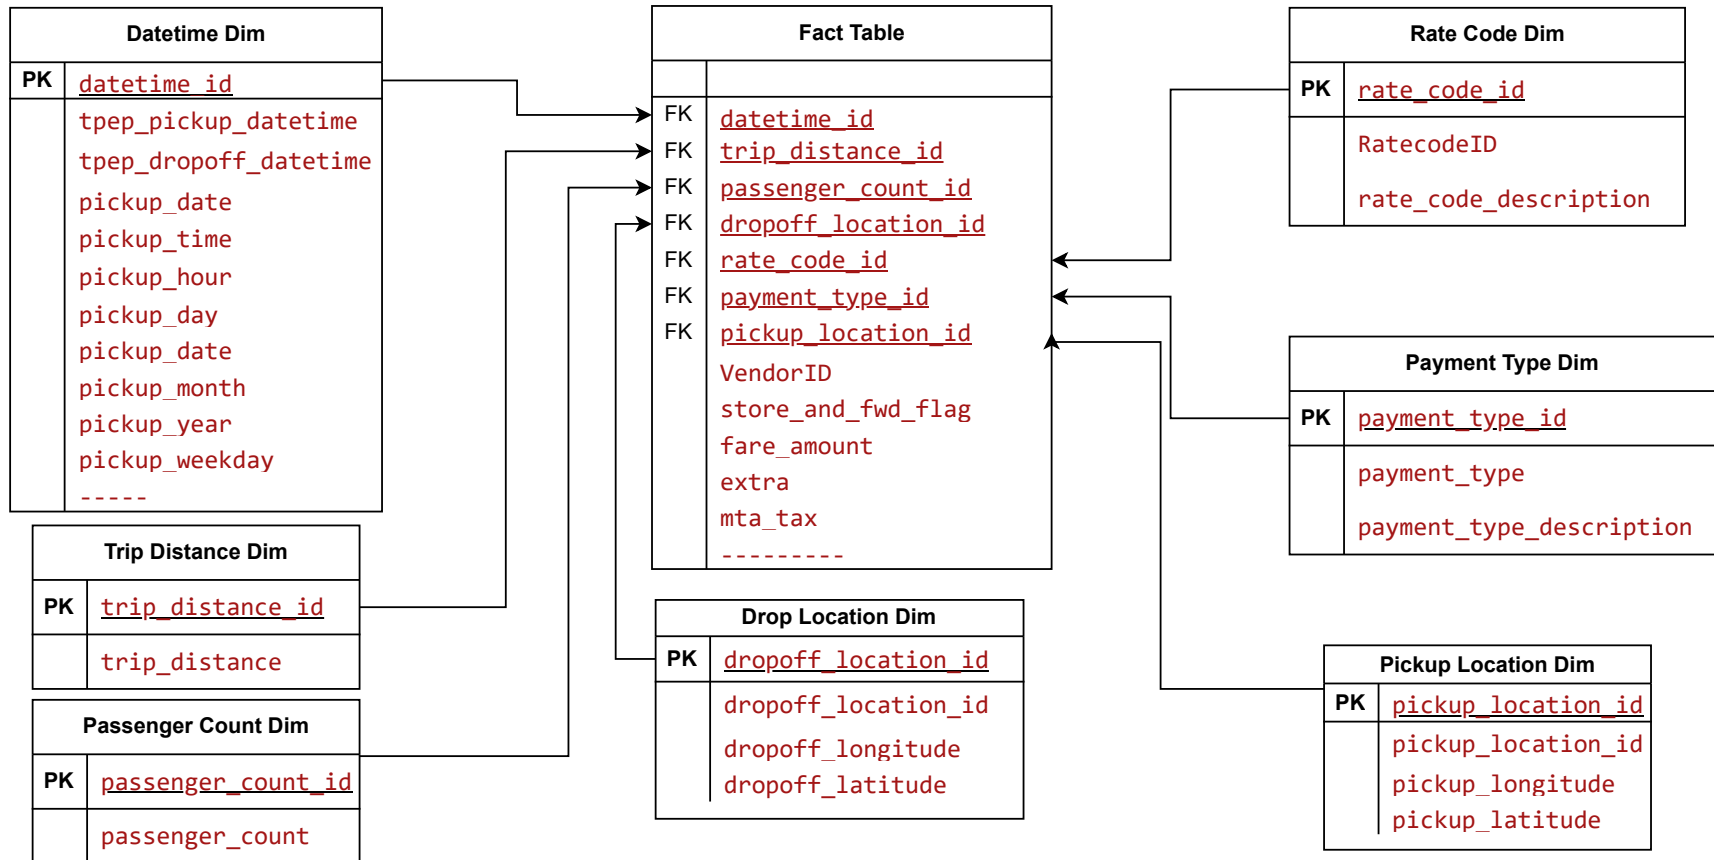 Datetime Dim
PK datetime_id
tpep_pickup_datetime
tpep_dropoff_datetime
pickup_date
pickup_time
pickup_hour
pickup_day
pickup_date
pickup_month
pickup_year
pickup_weekday
-----
Trip Distance Dim
PK trip_distance_id
trip_distance
Passenger Count Dim
PK passenger_count_id
passenger_count
Fact Table
FK datetime_id
FK trip_distance_id
FK passenger_count_id
FK dropoff_location_id
FK rate_code_id
FK payment_type_id
FK pickup_location_id
VendorID
store_and_fwd_flag
fare_amount
extra
mta_tax
---------
Drop Location Dim
PK dropoff_location_id
dropoff_location_id
dropoff_longitude
dropoff_latitude
Rate Code Dim
PK rate_code_id
RatecodeID
rate_code_description
Payment Type Dim
PK payment_type_id
payment_type
payment_type_description
Pickup Location Dim
PK pickup_location_id
pickup_location_id
pickup_longitude
pickup_latitude